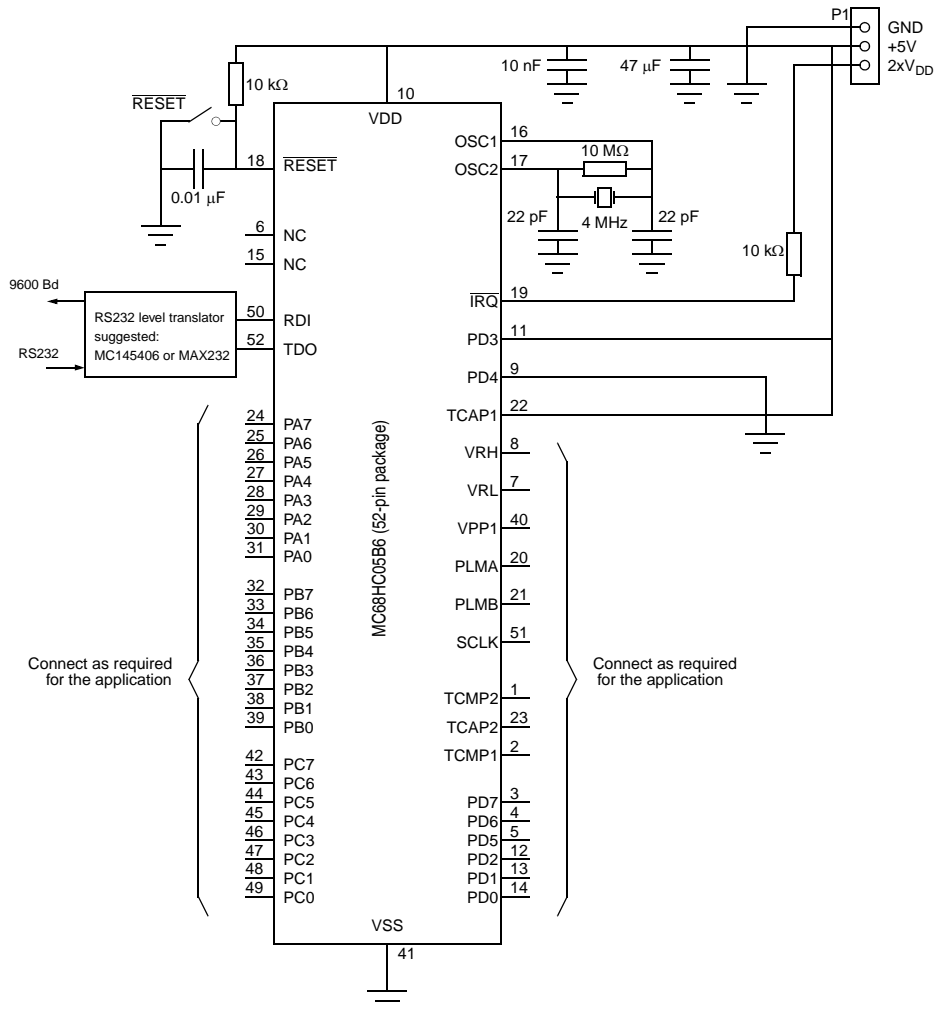 P1
GND
+5V
2xVDD
10 kΩ
10 nF
47 µF
RESET
10
VDD
16
OSC1
10 MΩ
17
OSC2
18
RESET
0.01 µF
22 pF
4 MHz
22 pF
6
NC
15
NC
10 kΩ
9600 Bd
19
IRQ
RS232 level translator
suggested:
MC145406 or MAX232
RS232
50
RDI
52
TDO
11
PD3
9
PD4
22
TCAP1
MC68HC05B6 (52-pin package)
24
PA7
25
PA6
26
PA5
27
PA4
28
PA3
29
PA2
30
PA1
31
PA0
32
PB7
33
PB6
34
PB5
35
PB4
36
PB3
37
PB2
38
PB1
39
PB0
42
PC7
43
PC6
44
PC5
45
PC4
46
PC3
47
PC2
48
PC1
49
PC0
Connect as required
for the application
8
VRH
7
VRL
40
VPP1
20
PLMA
21
PLMB
51
SCLK
1
TCMP2
23
TCAP2
2
TCMP1
3
PD7
4
PD6
5
PD5
12
PD2
13
PD1
14
PD0
Connect as required
for the application
VSS
41